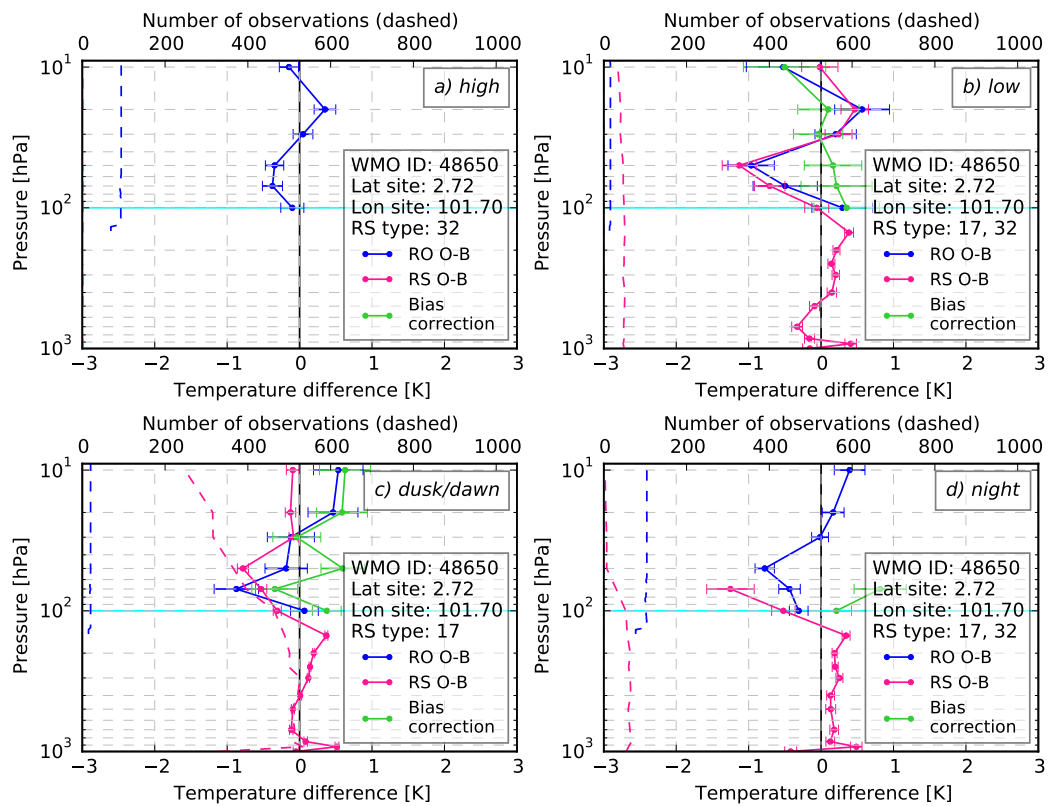 Number of observations (dashed)
0 200 400 600 800 1000
10¹
10²
10³
Pressure [hPa]
a) high
WMO ID: 48650
Lat site: 2.72
Lon site: 101.70
RS type: 32
RO O-B
RS O-B
Bias
correction
−3 −2 −1 0 1 2 3
Temperature difference [K]
Number of observations (dashed)
0 200 400 600 800 1000
10¹
10²
10³
Pressure [hPa]
b) low
WMO ID: 48650
Lat site: 2.72
Lon site: 101.70
RS type: 17, 32
RO O-B
RS O-B
Bias
correction
−3 −2 −1 0 1 2 3
Temperature difference [K]
Number of observations (dashed)
0 200 400 600 800 1000
10¹
10²
10³
Pressure [hPa]
c) dusk/dawn
WMO ID: 48650
Lat site: 2.72
Lon site: 101.70
RS type: 17
RO O-B
RS O-B
Bias
correction
−3 −2 −1 0 1 2 3
Temperature difference [K]
Number of observations (dashed)
0 200 400 600 800 1000
10¹
10²
10³
Pressure [hPa]
d) night
WMO ID: 48650
Lat site: 2.72
Lon site: 101.70
RS type: 17, 32
RO O-B
RS O-B
Bias
correction
−3 −2 −1 0 1 2 3
Temperature difference [K]